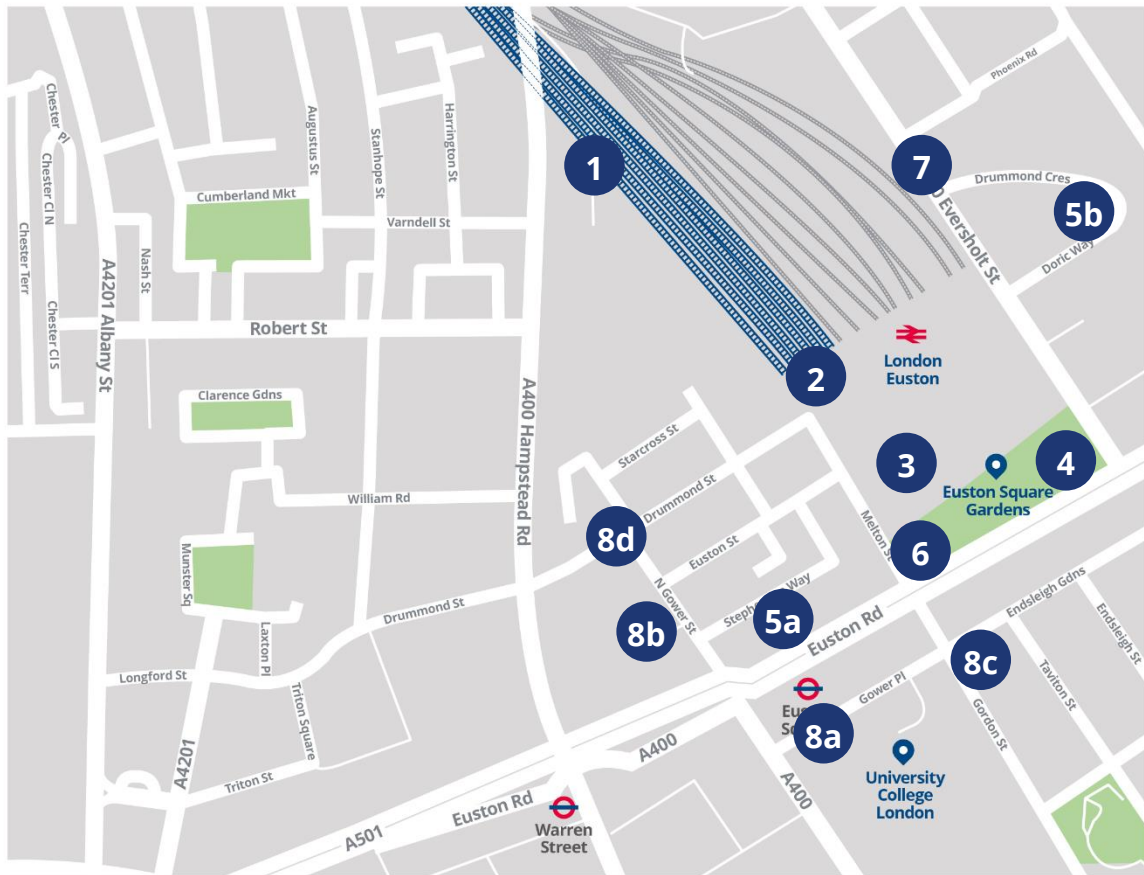 Phoenix Rd
Chester Pl
Augustus St
Stanhope St
Harrington St
1
7
Drummond Cres
5b
Doric Way
Eversholt St
Cumberland Mkt
Varndell St
Chester Cl N
Chester Terr
Nash St
A4201 Albany St
Chester Cl S
Robert St
London
Euston
2
Clarence Gdns
A400 Hampstead Rd
Starcross St
3
4
Euston Square
Gardens
William Rd
Drummond St
Melton St
8d
Euston St
6
Munster Sq
N Gower St
Way
5a
8b
Drummond St
Euston Rd
Endsleigh Gdns
Endsleigh St
Laxton Pl
Longford St
Triton Square
8c
Taviton St
Gower Pl
Gordon St
8a
A4201
A400
A400
University
College
London
Triton St
Euston Rd
A501
Warren
Street